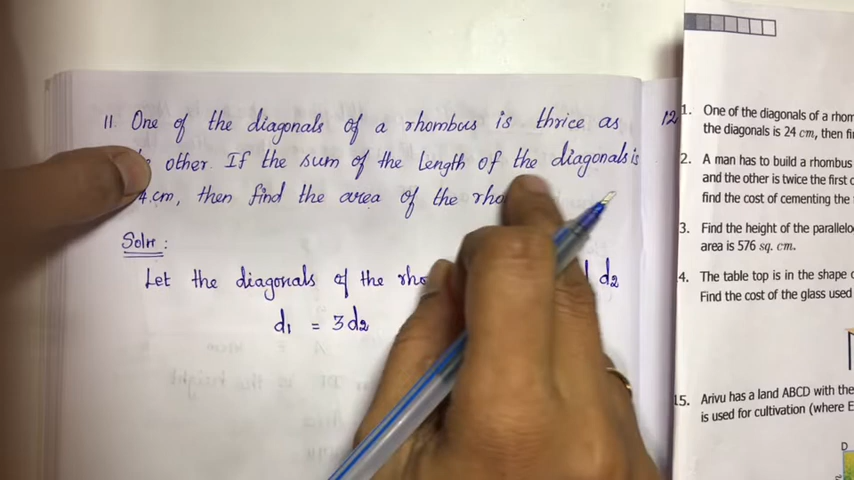 11. One of the diagonals of a rhombus is thrice as
other. If the sum of the length of the diagonals is
4 cm, then find the area of the rho
Soln :
Let the diagonals of the rho d2
d1 = 3d2
12
1. One of the diagonals of a rhom
the diagonals is 24 cm, then fi
2. A man has to build a rhombus
and the other is twice the first
find the cost of cementing the
3. Find the height of the parallelo
area is 576 sq. cm.
4. The table top is in the shape
Find the cost of the glass used
15. Arivu has a land ABCD with the
is used for cultivation (where E
D